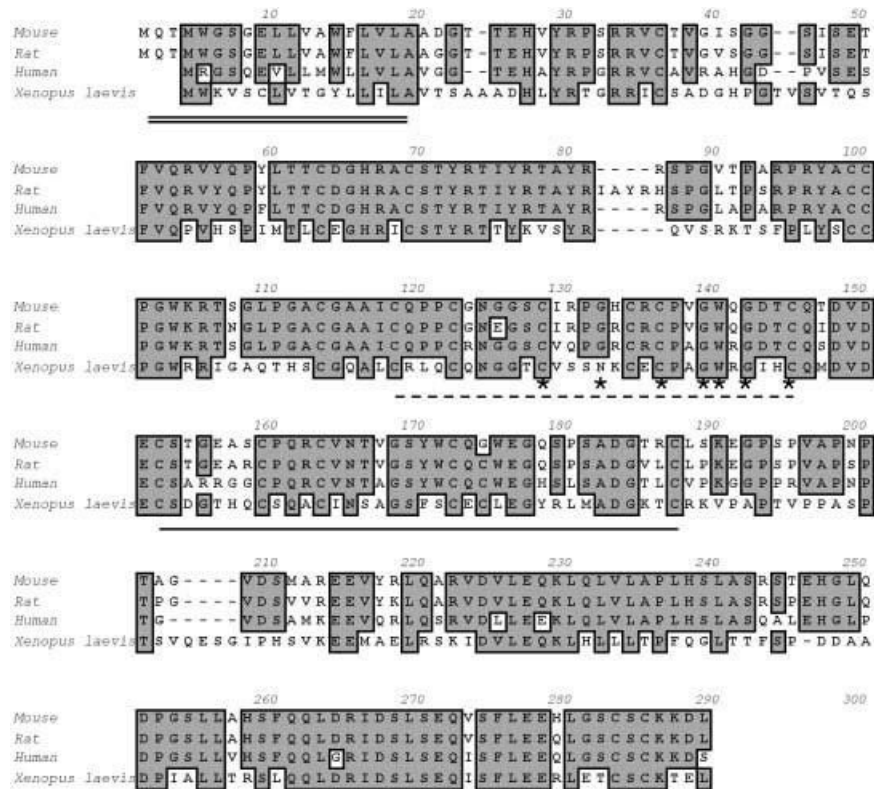 10 20 30 40 50
Mouse M Q T M W G S G E L L V A W F L V L A A D G T - - T E H V Y R P S R R V C T V G I S G G - - S I S E T
Rat M Q T M W G S G E L L V A W F L V L A A D G T - - T E H V Y R P S R R V C T V G V S G G - - S I S E T
Human M R G S Q E V L L M W L L V L A V G G - - T E H A Y R P G R R V C A V R A H G D - - P V S E S
Xenopus laevis M W K V S C L V T G Y L L I L A V T S A A A D H L Y R T G R R I C S A D G H P G T V S V T Q S
60 70 80 90 100
Mouse F V Q R V Y Q P Y L T T C D G H R A C S T Y R T I Y R T A Y R - - - - R S P G V T P A R P R Y A C C
Rat F V Q R V Y Q P Y L T T C D G H R A C S T Y R T I Y R T A Y R I A Y R H S P G L T P S R P R Y A C C
Human F V Q R V Y Q P F L T T C D G H R A C S T Y R T I Y R T A Y R - - - - R S P G L A P A R P R Y A C C
Xenopus laevis F V Q P V H S P I M T L C E G H R I C S T Y R T T Y K V S Y R - - - - Q V S R K T S F P L Y S C C
110 120 130 140 150
Mouse P G W K R T S G L P G A C G A A I C Q P P C G N G G S C I R P G H C R C P V G W Q G D T C Q T D V D
Rat P G W K R T N G L P G A C G A A I C Q P P C G N E G S C I R P G R C R C P V G W Q G D T C Q I D V D
Human P G W K R T S G L P G A C G A A I C Q P P C R N G G S C V Q P G R C R C P A G W R G D T C Q S D V D
Xenopus laevis P G W R R I G A Q T H S C G Q A L C R L Q C Q N G G T C V S S N K C E C P A G W R G I H C Q M D V D
* * * * * * *
160 170 180 190 200
Mouse E C S T G E A S C P Q R C V N T V G S Y W C Q G W E G Q S P S A D G T R C L S K E G P S P V A P N P
Rat E C S T G E A R C P Q R C V N T A G S Y W C Q C W E G Q S P S A D G V L C L P K E G P S P V A P S P
Human E C S A R R G G C P Q R C V N T A G S Y W C Q C W E G H S L S A D G T L C V P K G G P P R V A P N P
Xenopus laevis E C S D G T H Q C S Q A C I N S A G S F S C E C L E G Y R L M A D G K T C R K V P A P T V P P A S P
210 220 230 240 250
Mouse T A G - - - - V D S M A R E E V Y R L Q A R V D V L E Q K L Q L V L A P L H S L A S R S T E H G L Q
Rat T P G - - - - V D S V V R E E V Y K L Q A R V D V L E Q K L Q L V L A P L H S L A S R S P E H G L Q
Human T G - - - - V D S A M K E E V Q R L Q S R V D L L E E K L Q L V L A P L H S L A S Q A L E H G L P
Xenopus laevis T S V Q E S G I P H S V K E E M A E L R S K I D V L E Q K L H L L L T P F Q G L T T F S P - D D A A
260 270 280 290 300
Mouse D P G S L L A H S F Q Q L D R I D S L S E Q V S F L E E H L G S C S C K K D L
Rat D P G S L L A H S F Q Q L D R I D S L S E Q V S F L E E Q L G S C S C K K D L
Human D P G S L L V H S F Q Q L G R I D S L S E Q I S F L E E Q L G S C S C K K D S
Xenopus laevis D P I A L L T R S L Q Q L D R I D S L S E Q I S F L E E R L E T C S C K T E L